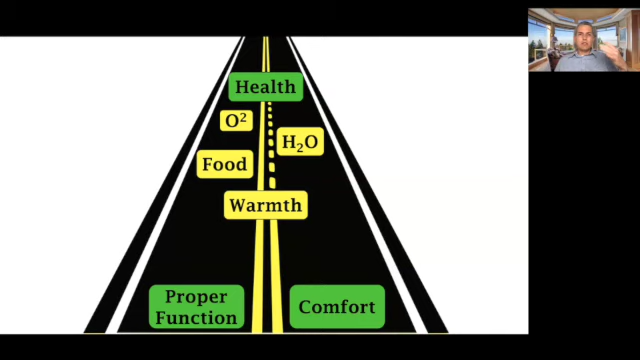 Health
O²
H₂O
Food
Warmth
Proper
Function
Comfort